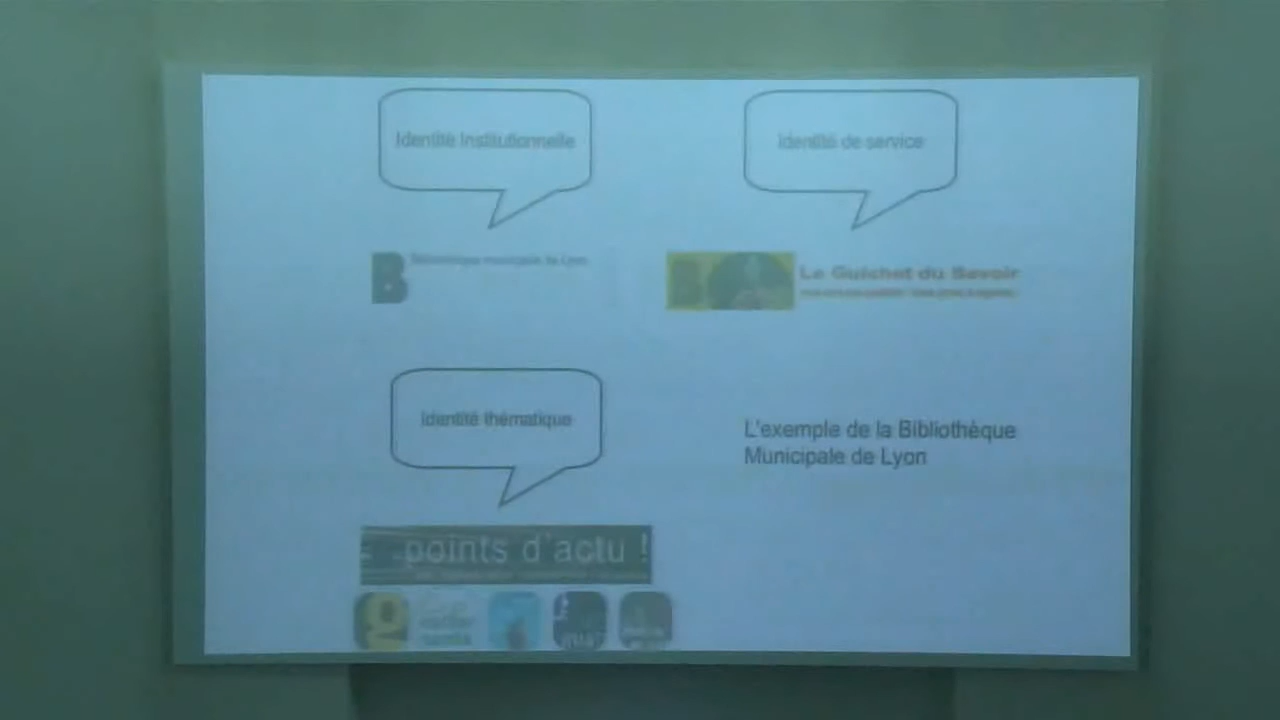 Identité Institutionnelle
Identité de service
B Bibliothèque municipale de Lyon
Le Guichet du Savoir
Identité thématique
L'exemple de la Bibliothèque
Municipale de Lyon
points d'actu !
g